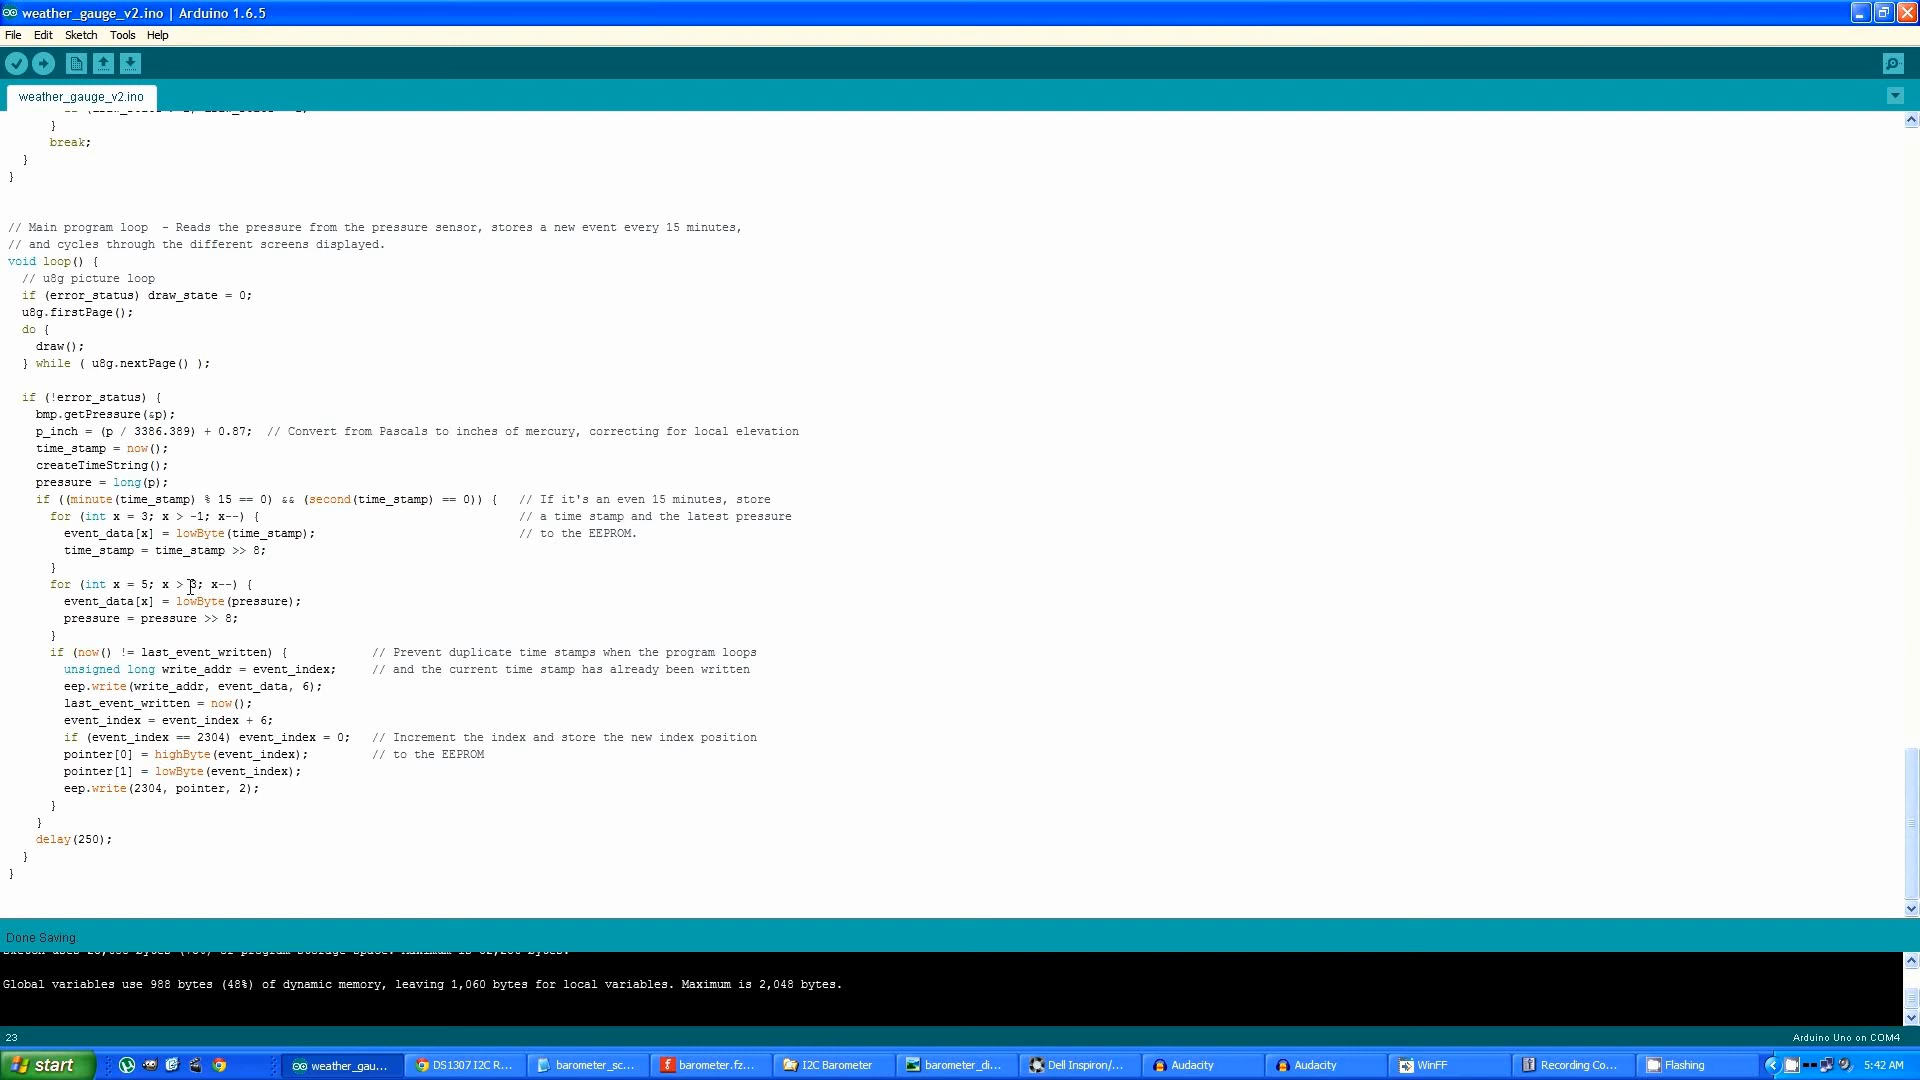 weather_gauge_v2.ino | Arduino 1.6.5
File Edit Sketch Tools Help
weather_gauge_v2.ino
}
break;
}
}
// Main program loop  - Reads the pressure from the pressure sensor, stores a new event every 15 minutes,
// and cycles through the different screens displayed.
void loop() {
// u8g picture loop
if (error_status) draw_state = 0;
u8g.firstPage();
do {
draw();
} while ( u8g.nextPage() );
if (!error_status) {
bmp.getPressure(&p);
p_inch = (p / 3386.389) + 0.87;  // Convert from Pascals to inches of mercury, correcting for local elevation
time_stamp = now();
createTimeString();
pressure = long(p);
if ((minute(time_stamp) % 15 == 0) && (second(time_stamp) == 0)) {   // If it's an even 15 minutes, store
for (int x = 3; x > -1; x--) {   // a time stamp and the latest pressure
event_data[x] = lowByte(time_stamp);   // to the EEPROM.
time_stamp = time_stamp >> 8;
}
for (int x = 5; x > 3; x--) {
event_data[x] = lowByte(pressure);
pressure = pressure >> 8;
}
if (now() != last_event_written) {   // Prevent duplicate time stamps when the program loops
unsigned long write_addr = event_index;   // and the current time stamp has already been written
eep.write(write_addr, event_data, 6);
last_event_written = now();
event_index = event_index + 6;
if (event_index == 2304) event_index = 0;   // Increment the index and store the new index position
pointer[0] = highByte(event_index);   // to the EEPROM
pointer[1] = lowByte(event_index);
eep.write(2304, pointer, 2);
}
}
delay(250);
}
}
Done Saving.
Global variables use 988 bytes (48%) of dynamic memory, leaving 1,060 bytes for local variables. Maximum is 2,048 bytes.
23 Arduino Uno on COM4
start weather_gau... DS1307 I2C R... barometer_sc... barometer.fz... I2C Barometer barometer_di... Dell Inspiron/... Audacity Audacity WinFF Recording Co... Flashing 5:42 AM